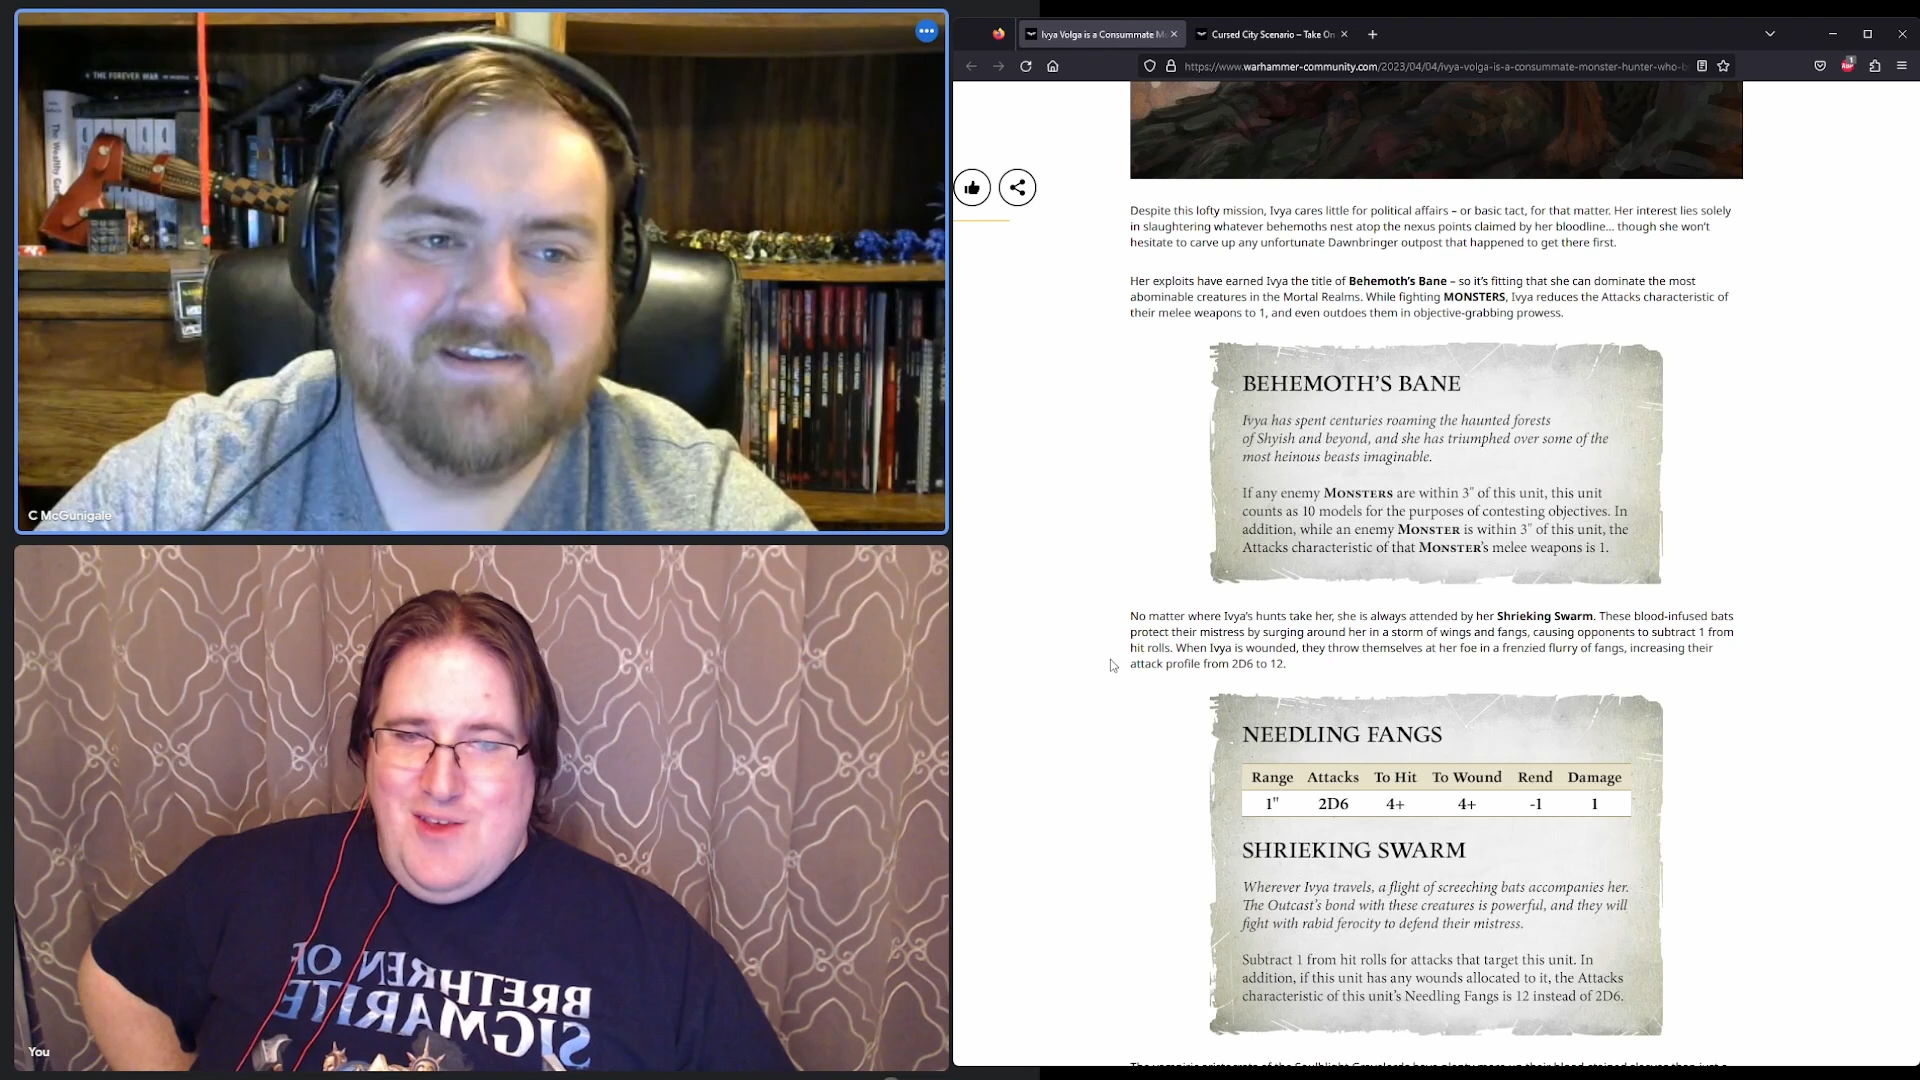 THE FOREVER WAR
The Wealthy
C McGunigale
BRETHREN OF
SIGMARITE
You
Ivya Volga is a Consummate M
Cursed City Scenario – Take On
https://www.warhammer-community.com/2023/04/04/ivya-volga-is-a-consummate-monster-hunter-who-b
Despite this lofty mission, Ivya cares little for political affairs – or basic tact, for that matter. Her interest lies solely
in slaughtering whatever behemoths nest atop the nexus points claimed by her bloodline… though she won't
hesitate to carve up any unfortunate Dawnbringer outpost that happened to get there first.
Her exploits have earned Ivya the title of Behemoth's Bane – so it's fitting that she can dominate the most
abominable creatures in the Mortal Realms. While fighting MONSTERS, Ivya reduces the Attacks characteristic of
their melee weapons to 1, and even outdoes them in objective-grabbing prowess.
BEHEMOTH'S BANE
Ivya has spent centuries roaming the haunted forests
of Shyish and beyond, and she has triumphed over some of the
most heinous beasts imaginable.
If any enemy MONSTERS are within 3" of this unit, this unit
counts as 10 models for the purposes of contesting objectives. In
addition, while an enemy MONSTER is within 3" of this unit, the
Attacks characteristic of that MONSTER's melee weapons is 1.
No matter where Ivya's hunts take her, she is always attended by her Shrieking Swarm. These blood-infused bats
protect their mistress by surging around her in a storm of wings and fangs, causing opponents to subtract 1 from
hit rolls. When Ivya is wounded, they throw themselves at her foe in a frenzied flurry of fangs, increasing their
attack profile from 2D6 to 12.
NEEDLING FANGS
Range Attacks To Hit To Wound Rend Damage
1" 2D6 4+ 4+ -1 1
SHRIEKING SWARM
Wherever Ivya travels, a flight of screeching bats accompanies her.
The Outcast's bond with these creatures is powerful, and they will
fight with rabid ferocity to defend their mistress.
Subtract 1 from hit rolls for attacks that target this unit. In
addition, if this unit has any wounds allocated to it, the Attacks
characteristic of this unit's Needling Fangs is 12 instead of 2D6.